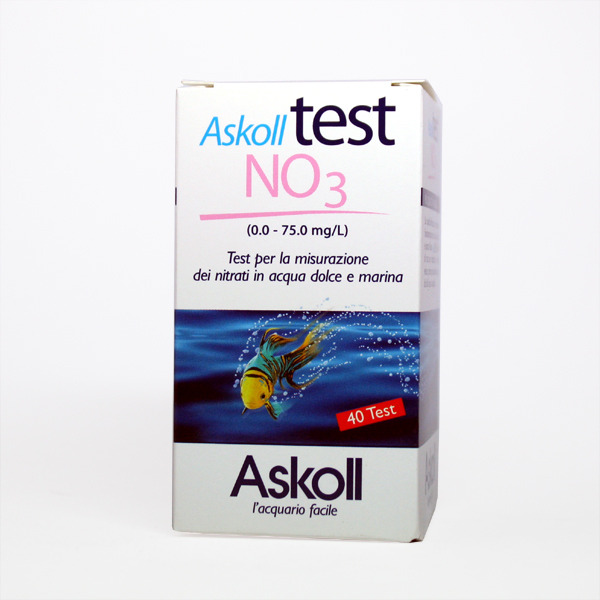 Askoll test
NO3
(0.0 - 75.0 mg/L)
Test per la misurazione
dei nitrati in acqua dolce e marina
40 Test
Askoll
l'acquario facile